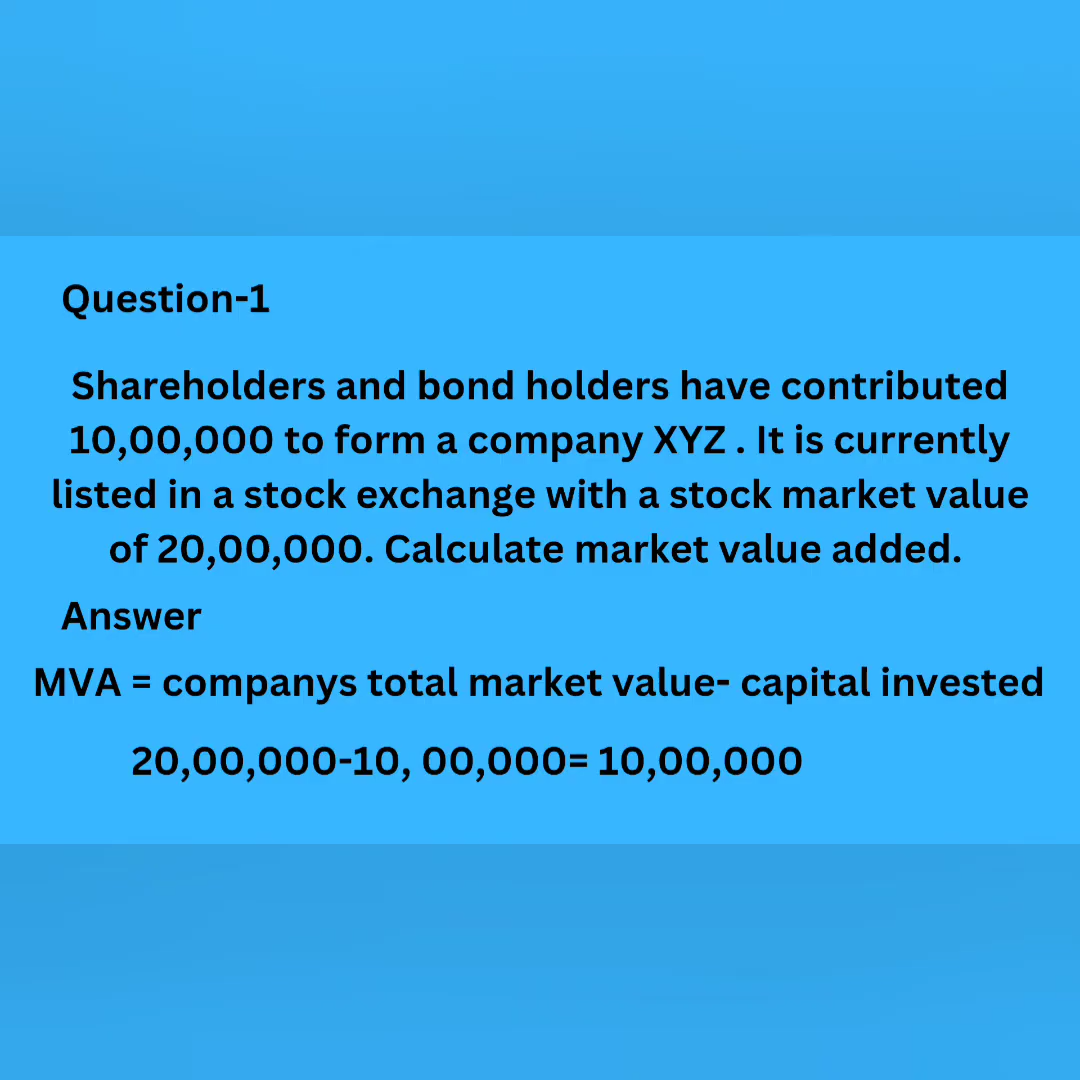 Question-1
Shareholders and bond holders have contributed
10,00,000 to form a company XYZ . It is currently
listed in a stock exchange with a stock market value
of 20,00,000. Calculate market value added.
Answer
MVA = companys total market value- capital invested
20,00,000-10, 00,000= 10,00,000